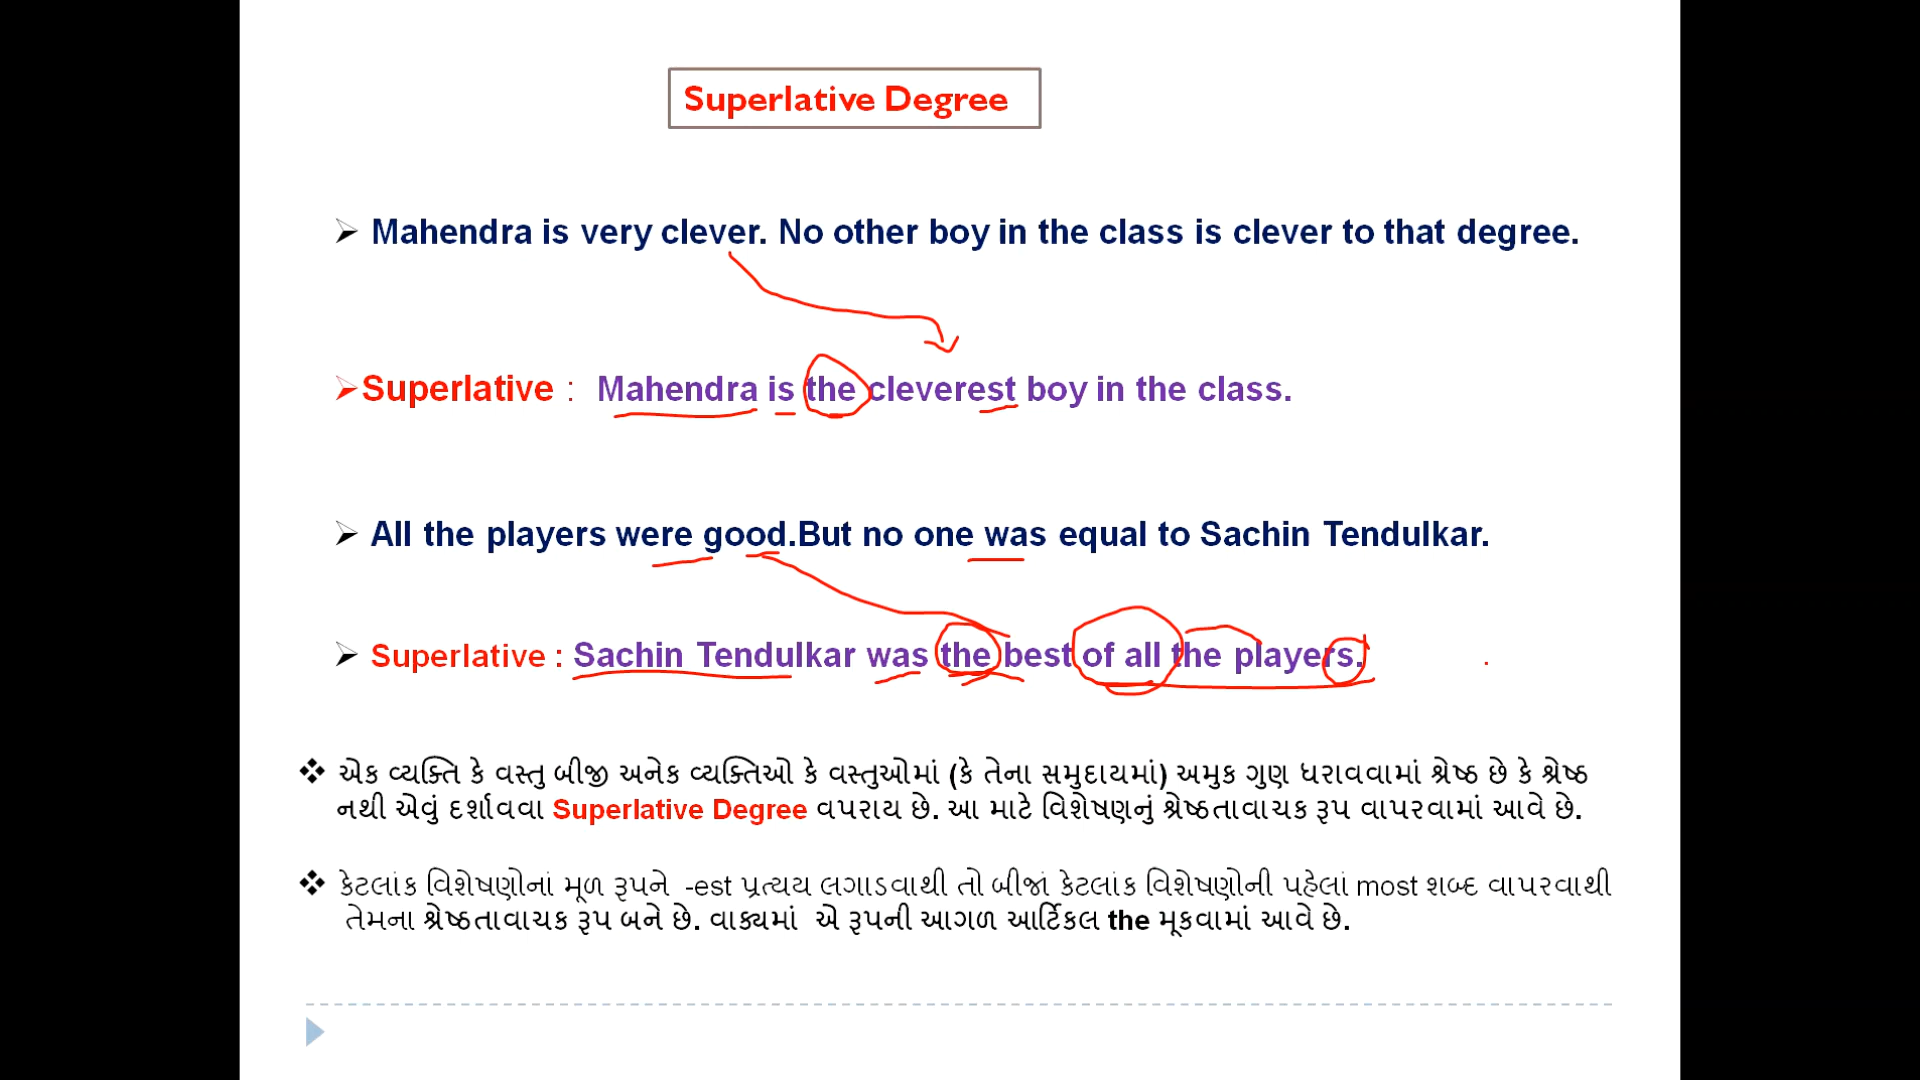 Superlative Degree
Mahendra is very clever. No other boy in the class is clever to that degree.
Superlative : Mahendra is the cleverest boy in the class.
All the players were good.But no one was equal to Sachin Tendulkar.
Superlative : Sachin Tendulkar was the best of all the players.
એક વ્યક્તિ કે વસ્તુ બીજી અનેક વ્યક્તિઓ કે વસ્તુઓમાં (કે તેના સમુદાયમાં) અમુક ગુણ ધરાવવામાં શ્રેષ્ઠ છે કે શ્રેષ્ઠ
નથી એવું દર્શાવવા Superlative Degree વપરાય છે. આ માટે વિશેષણનું શ્રેષ્ઠતાવાચક રૂપ વાપરવામાં આવે છે.
કેટલાંક વિશેષણોનાં મૂળ રૂપને -est પ્રત્યય લગાડવાથી તો બીજાં કેટલાંક વિશેષણોની પહેલાં most શબ્દ વાપરવાથી
તેમના શ્રેષ્ઠતાવાચક રૂપ બને છે. વાક્યમાં એ રૂપની આગળ આર્ટિકલ the મૂકવામાં આવે છે.